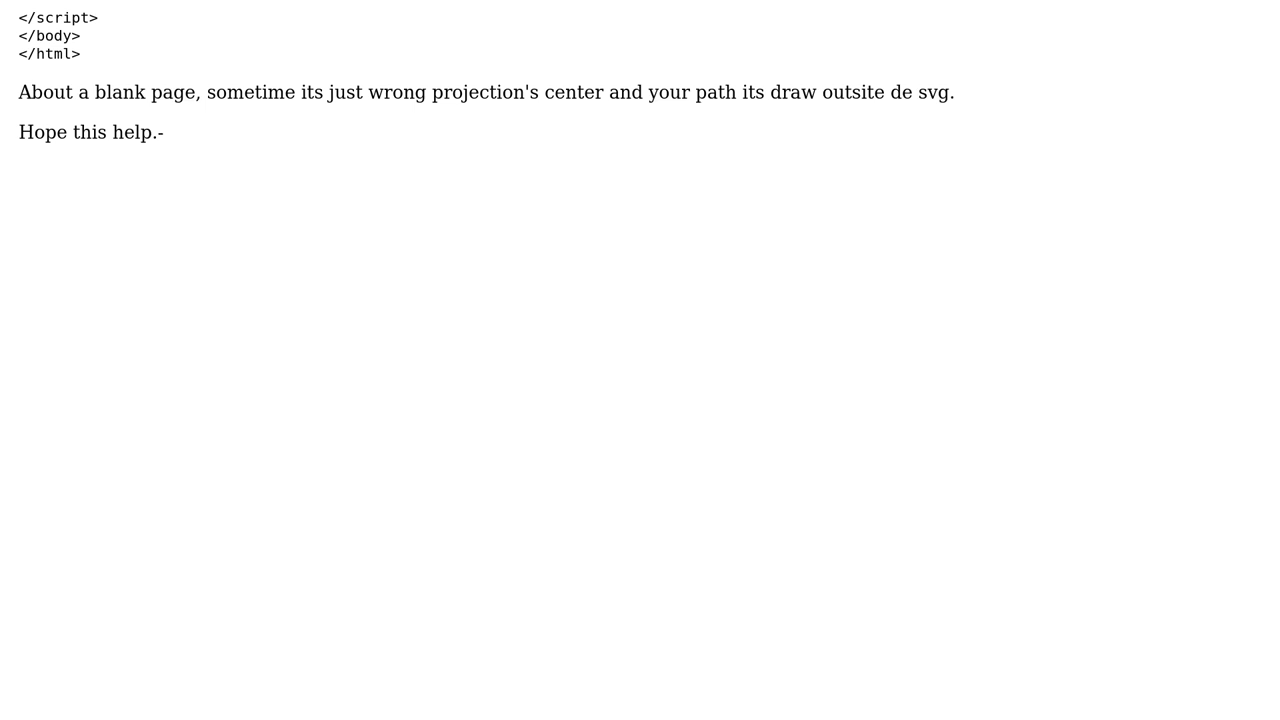 </script>
</body>
</html>
About a blank page, sometime its just wrong projection's center and your path its draw outsite de svg.
Hope this help.-